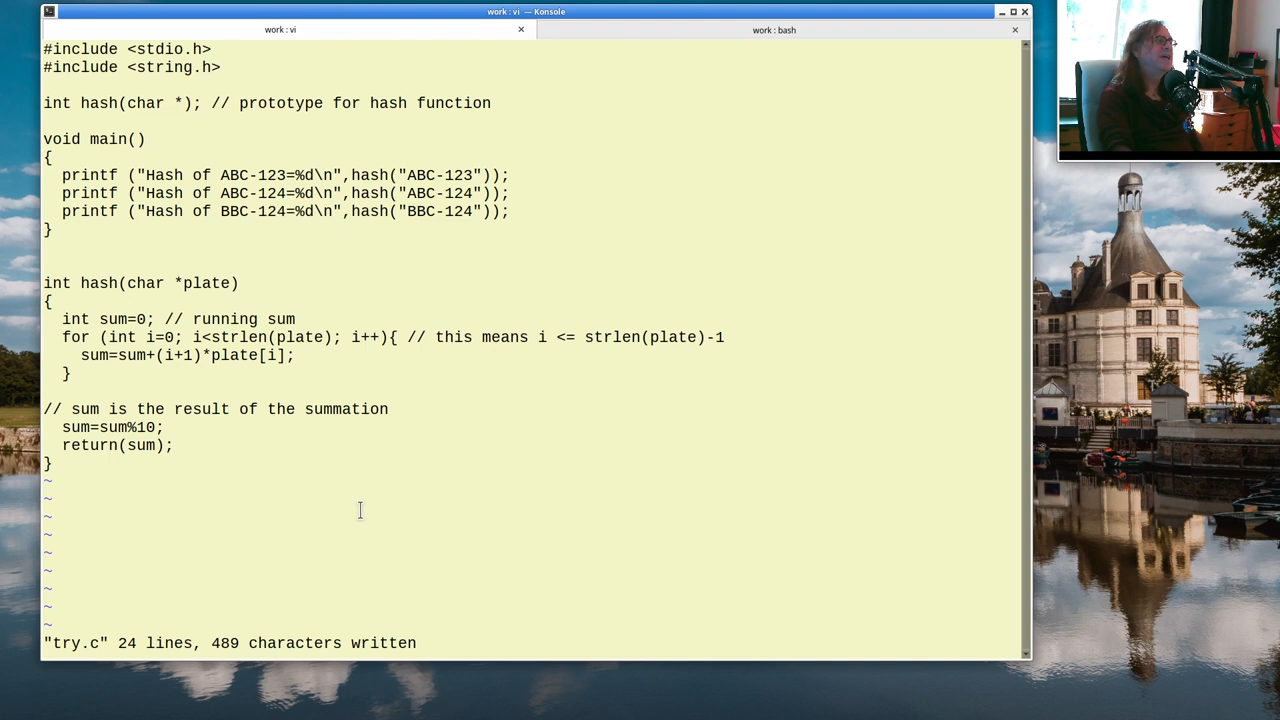 work : vi — Konsole
work : vi
work : bash
#include <stdio.h>
#include <string.h>
int hash(char *); // prototype for hash function
void main()
{
  printf ("Hash of ABC-123=%d\n",hash("ABC-123"));
  printf ("Hash of ABC-124=%d\n",hash("ABC-124"));
  printf ("Hash of BBC-124=%d\n",hash("BBC-124"));
}
int hash(char *plate)
{
  int sum=0; // running sum
  for (int i=0; i<strlen(plate); i++){ // this means i <= strlen(plate)-1
    sum=sum+(i+1)*plate[i];
  }
// sum is the result of the summation
  sum=sum%10;
  return(sum);
}
~
~
~
~
~
~
~
~
~
"try.c" 24 lines, 489 characters written